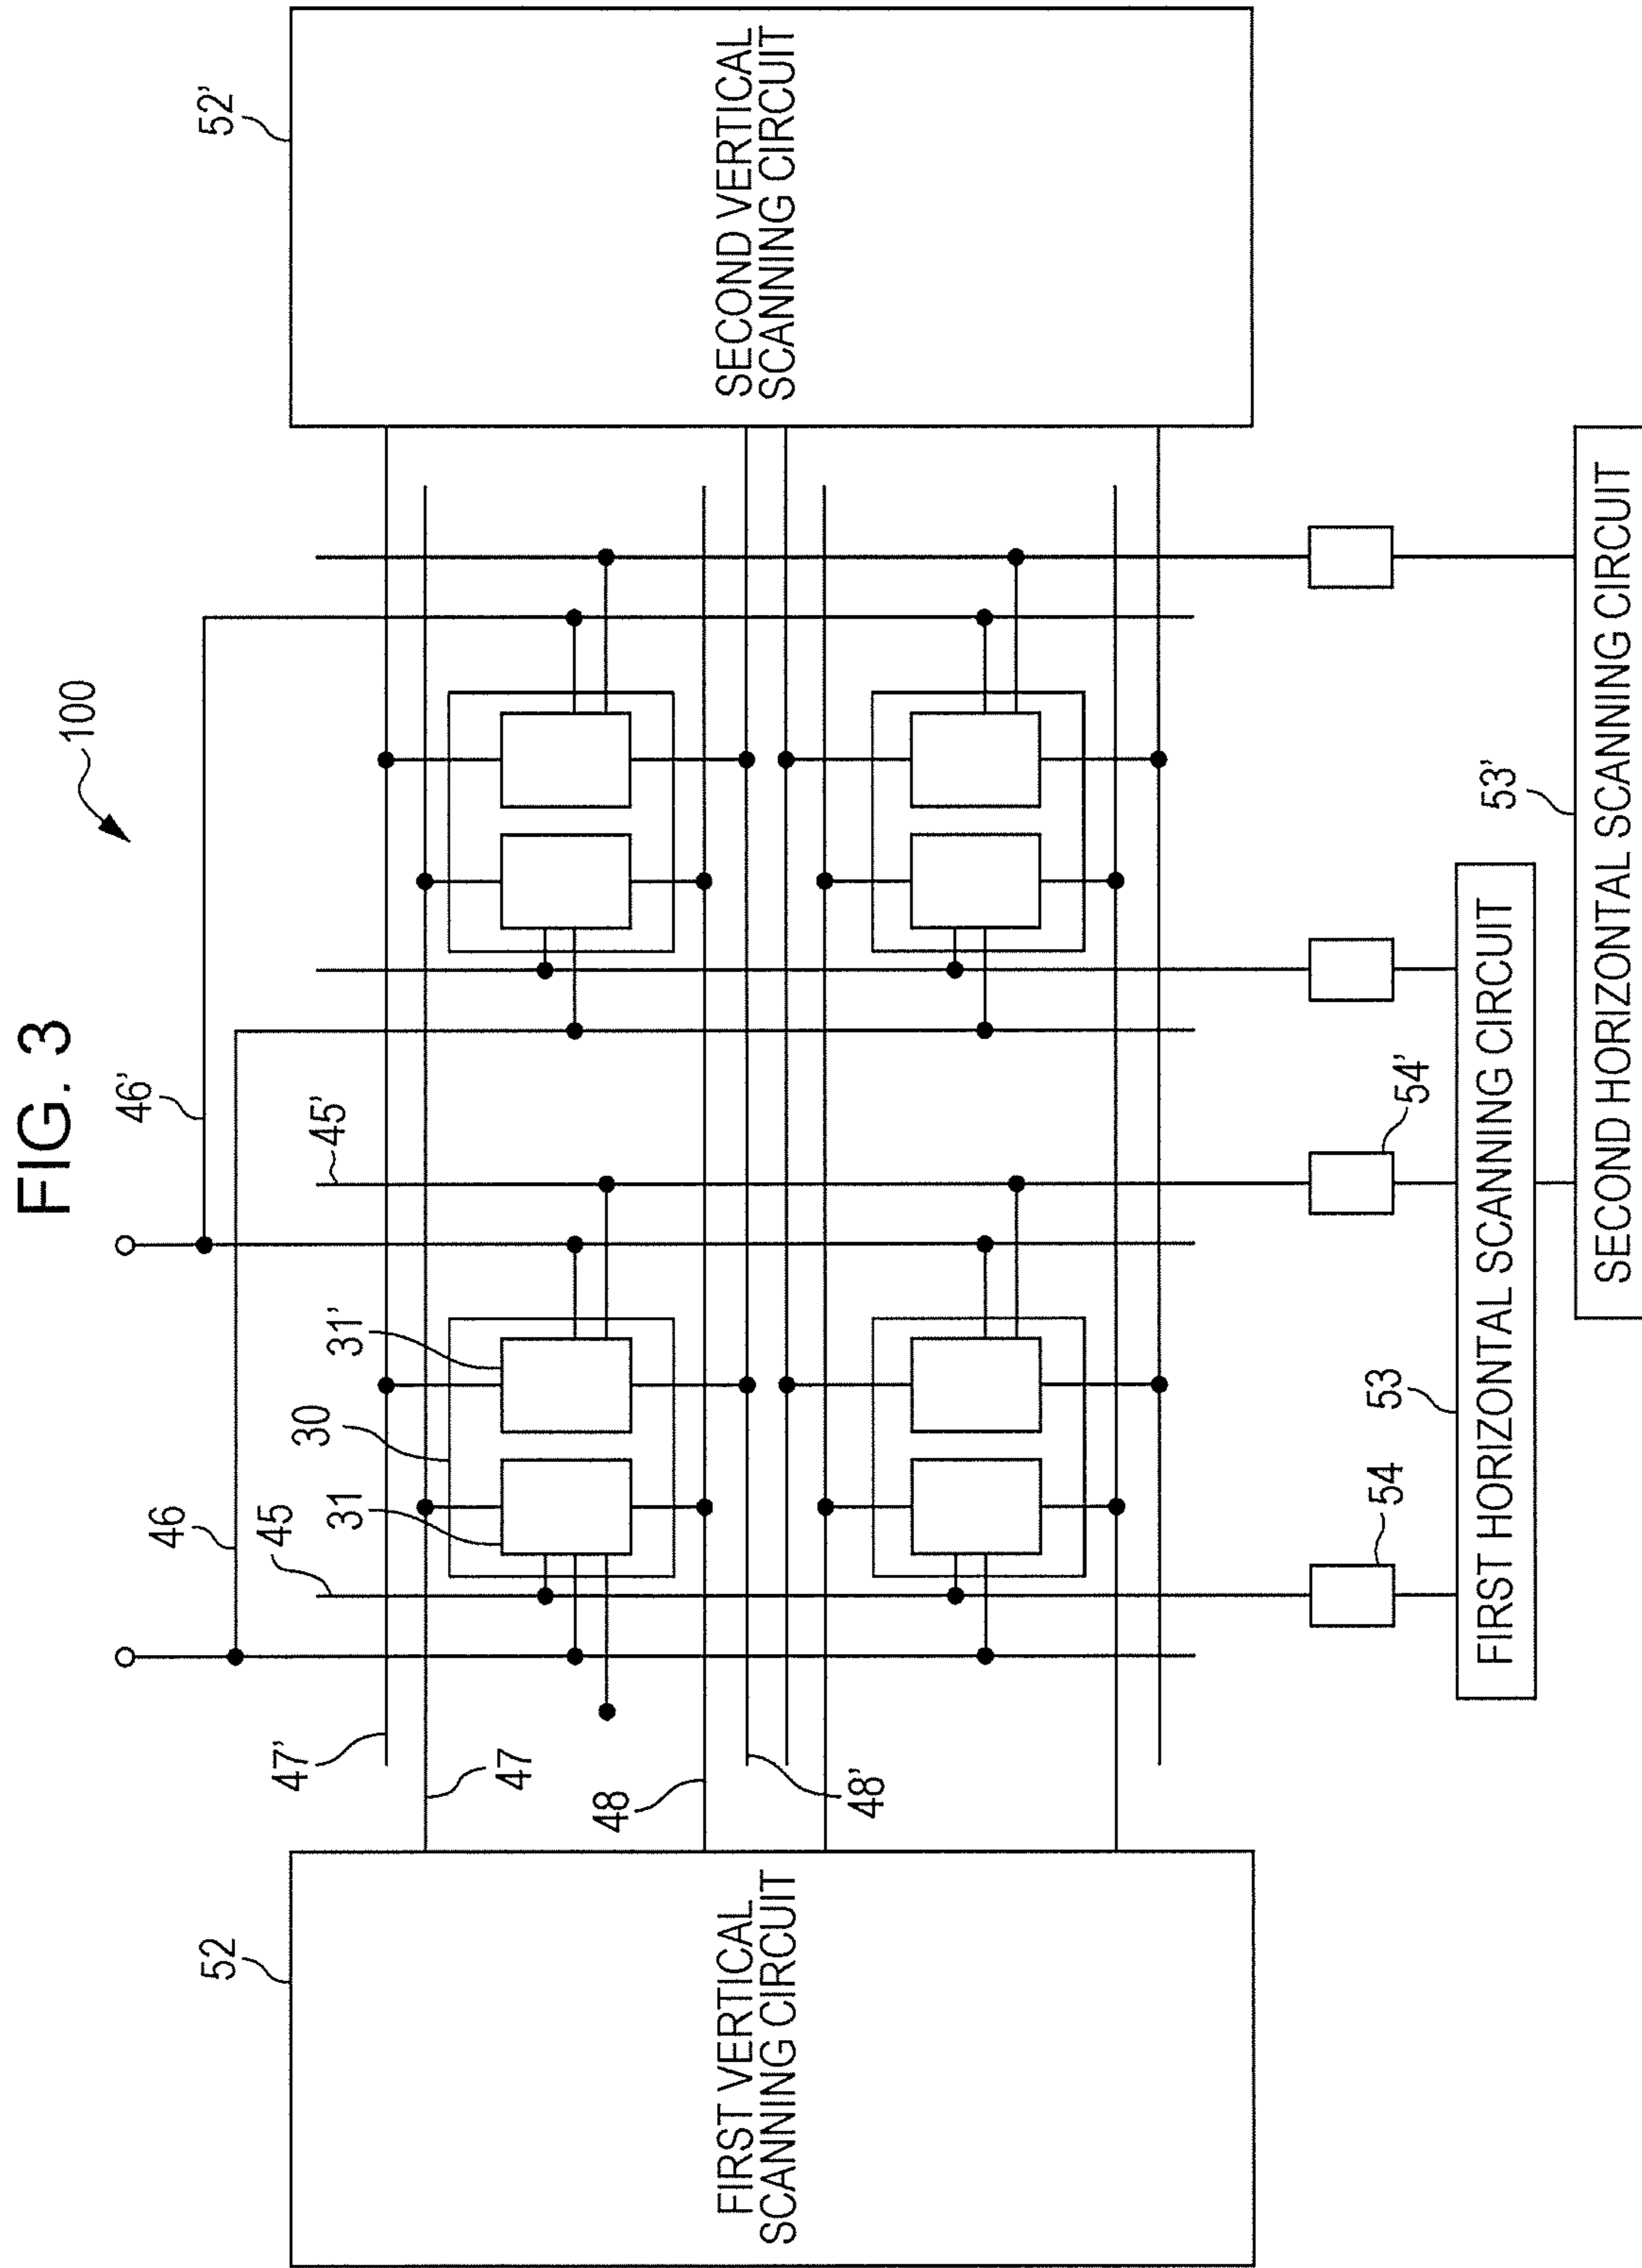 FIG. 3
100
46'
46
52
52'
47'
45
45'
30
31
31'
47
48
48'
FIRST VERTICAL
SCANNING CIRCUIT
SECOND VERTICAL
SCANNING CIRCUIT
54
54'
53
FIRST HORIZONTAL SCANNING CIRCUIT
53'
SECOND HORIZONTAL SCANNING CIRCUIT